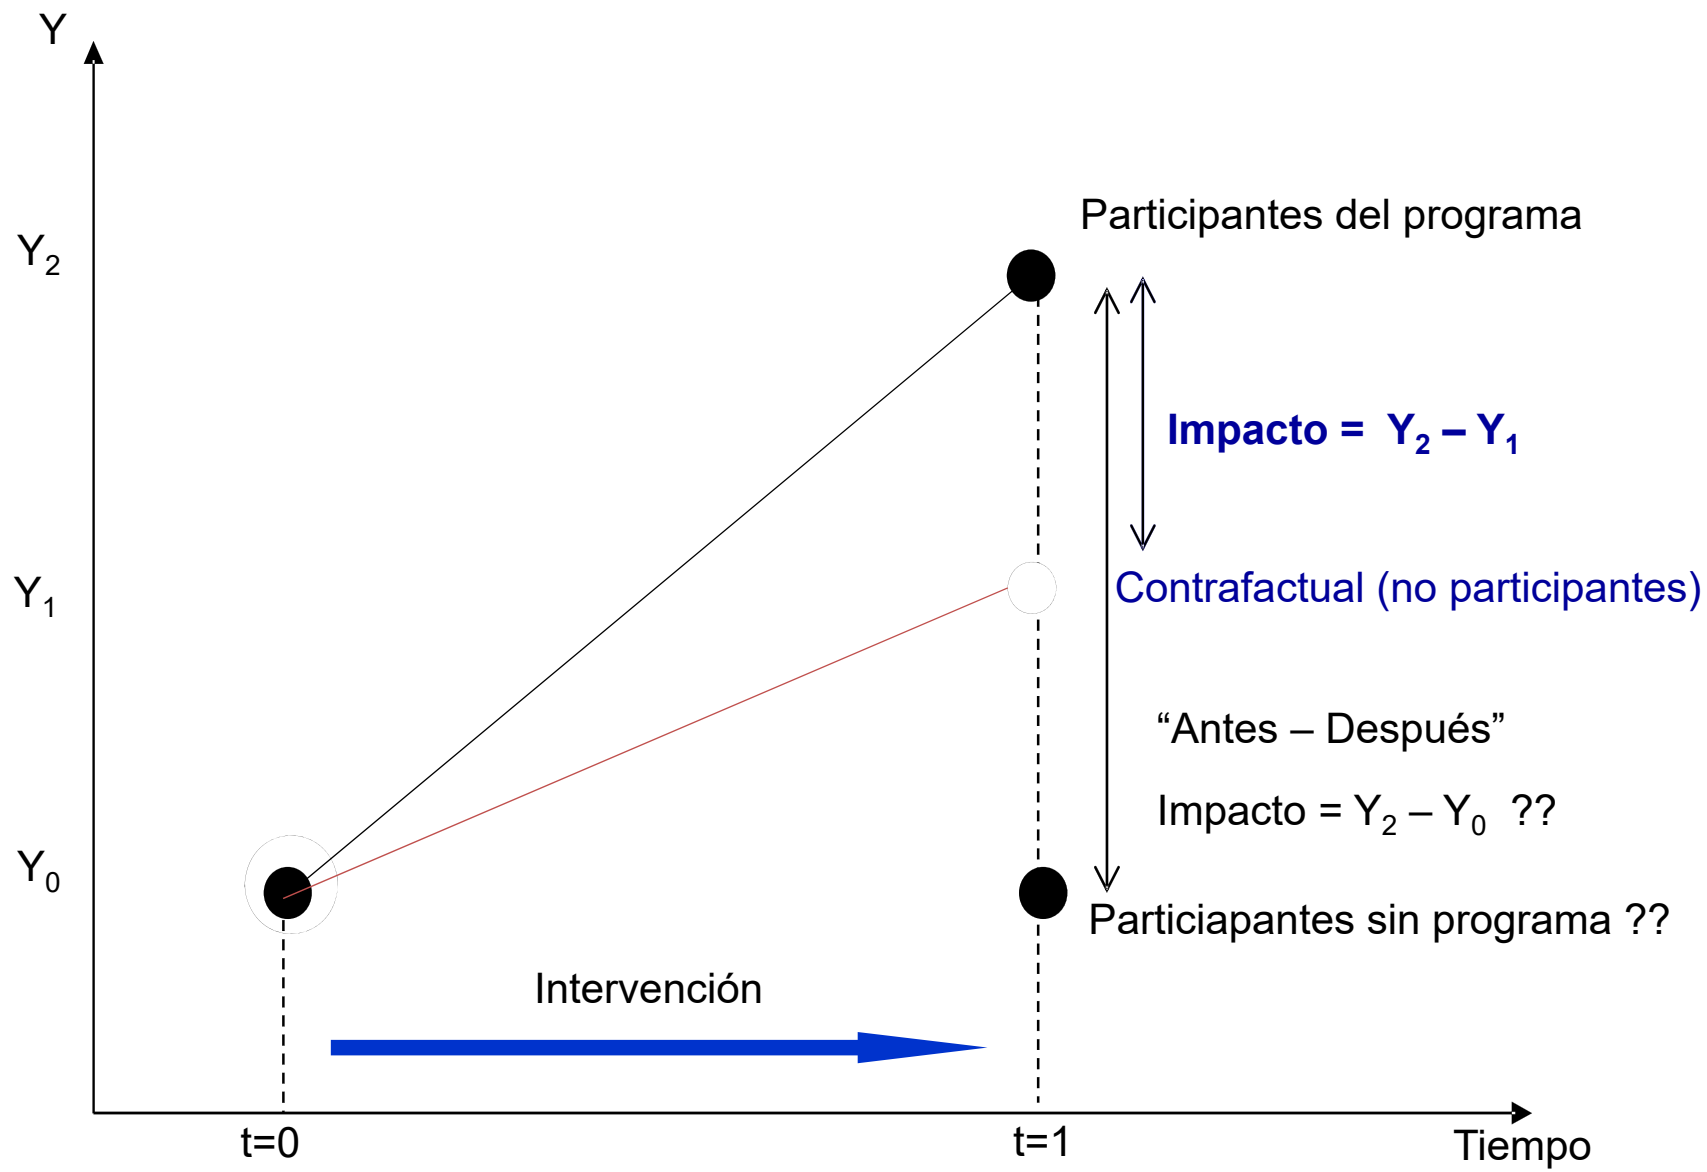 Y
Participantes del programa
Y2
Impacto = Y2 – Y1
Y1
Contrafactual (no participantes)
“Antes – Después”
Impacto = Y2 – Y0 ??
Y0
Particiapantes sin programa ??
Intervención
t=0
t=1
Tiempo